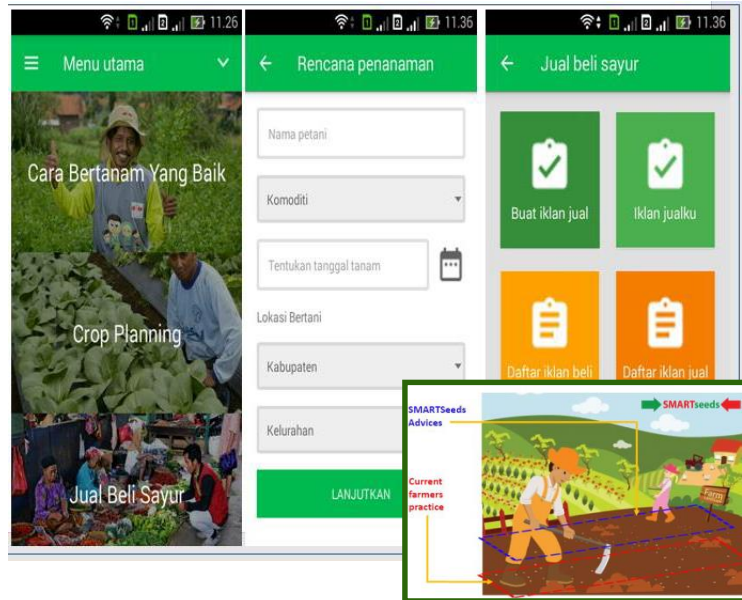 11.26
Menu utama
Cara Bertanam Yang Baik
Crop Planning
Jual Beli Sayur
11.36
Rencana penanaman
Nama petani
Komoditi
Tentukan tanggal tanam
Lokasi Bertani
Kabupaten
Kelurahan
LANJUTKAN
11.36
Jual beli sayur
Buat iklan jual
Iklan jualku
Daftar iklan beli
Daftar iklan jual
SMARTseeds
SMARTSeeds
Advices
Current
farmers
practice
Farm